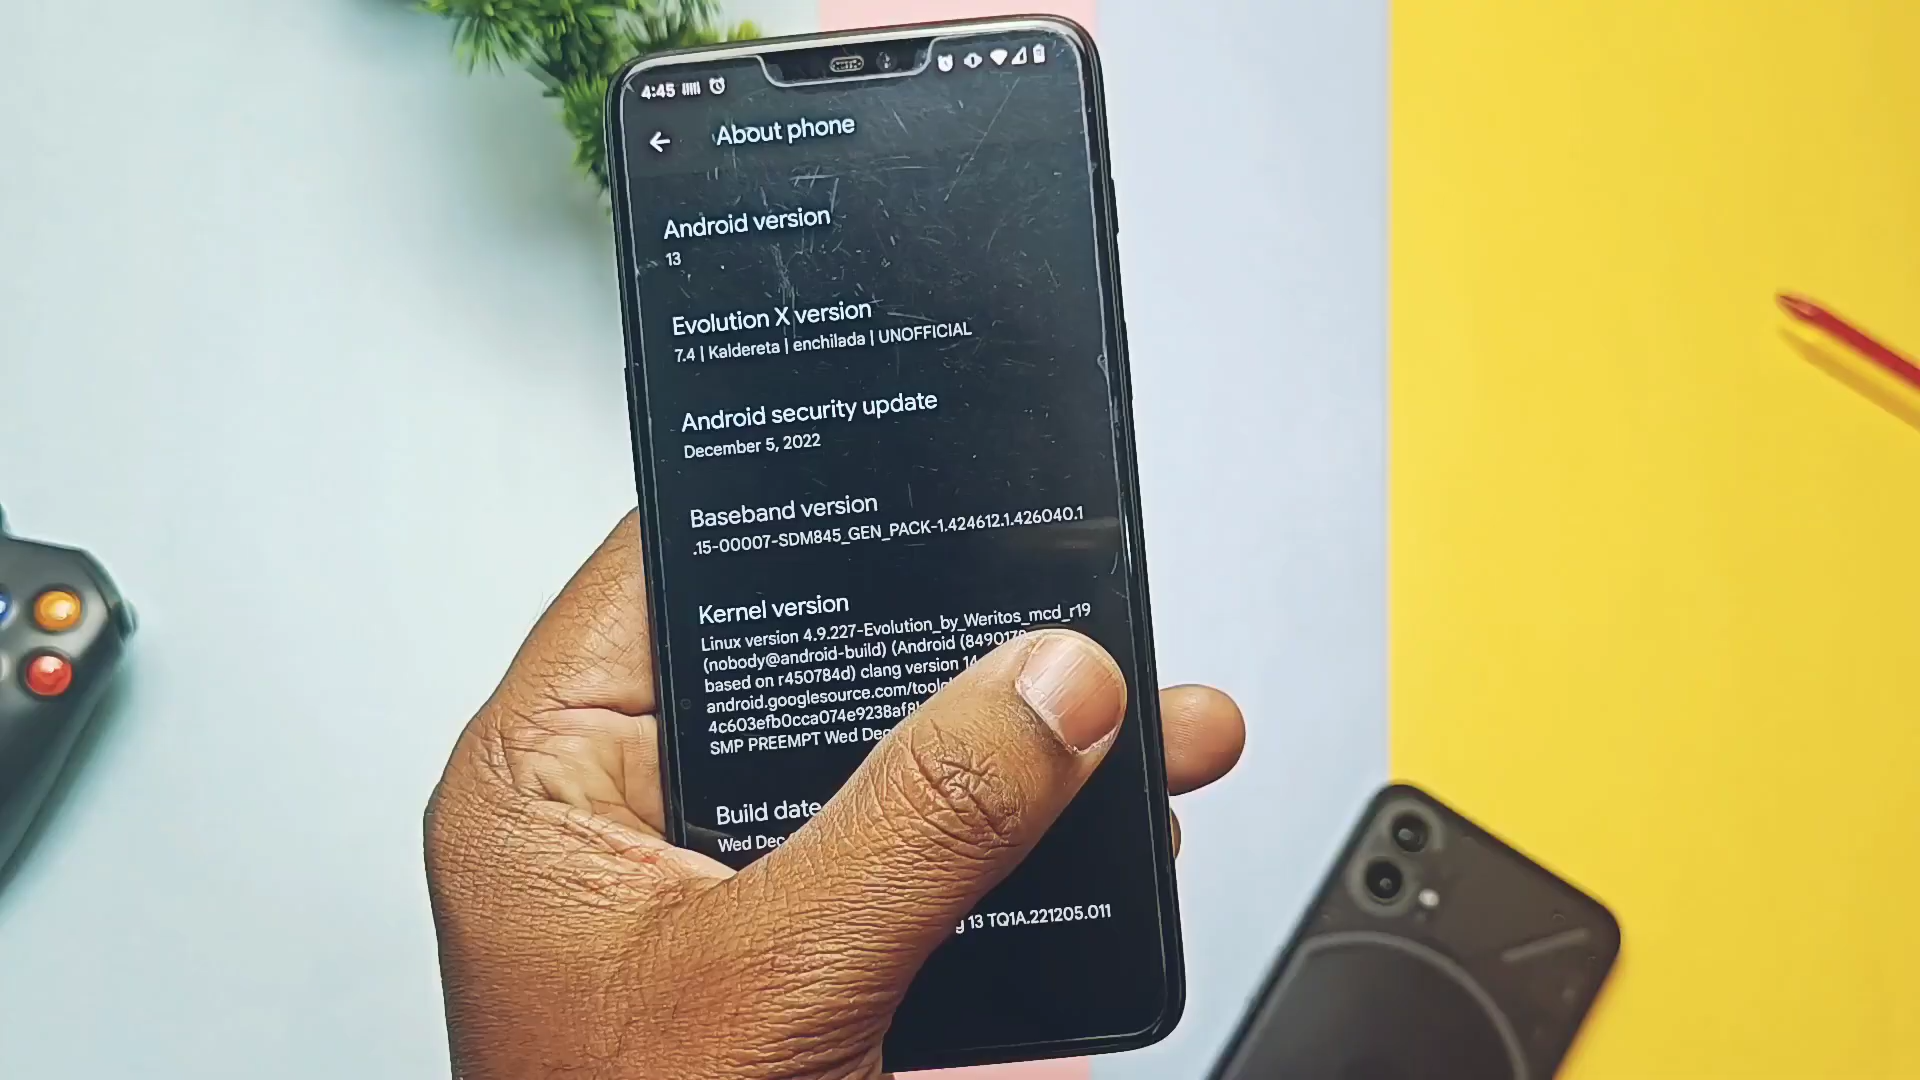 4:45
About phone
Android version
13
Evolution X version
7.4 | Kaldereta | enchilada | UNOFFICIAL
Android security update
December 5, 2022
Baseband version
.15-00007-SDM845_GEN_PACK-1.424612.1.426040.1
Kernel version
Linux version 4.9.227-Evolution_by_Weritos_mcd_r19
(nobody@android-build) (Android (8490178
based on r450784d) clang version 14
android.googlesource.com/toolc
4c603efb0cca074e9238af8
SMP PREEMPT Wed Dec
Build date
Wed Dec
13 TQ1A.221205.011